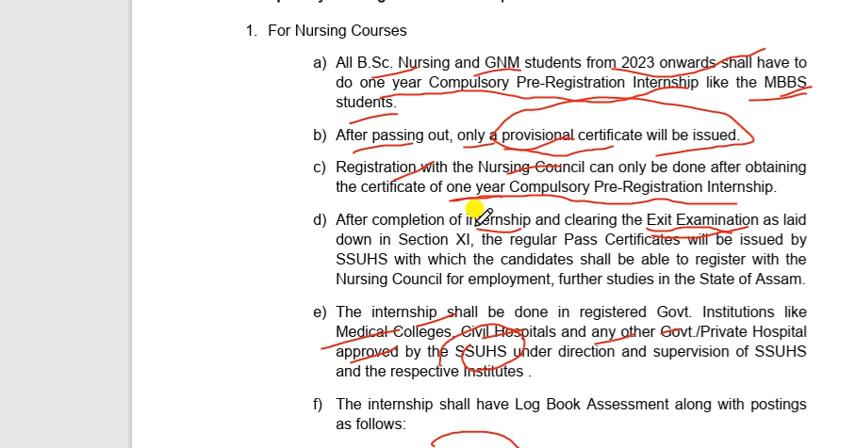 1. For Nursing Courses
a) All B.Sc. Nursing and GNM students from 2023 onwards shall have to
do one year Compulsory Pre-Registration Internship like the MBBS
students.
b) After passing out, only a provisional certificate will be issued.
c) Registration with the Nursing Council can only be done after obtaining
the certificate of one year Compulsory Pre-Registration Internship.
d) After completion of internship and clearing the Exit Examination as laid
down in Section XI, the regular Pass Certificates will be issued by
SSUHS with which the candidates shall be able to register with the
Nursing Council for employment, further studies in the State of Assam.
e) The internship shall be done in registered Govt. Institutions like
Medical Colleges, Civil Hospitals and any other Govt./Private Hospital
approved by the SSUHS under direction and supervision of SSUHS
and the respective Institutes .
f) The internship shall have Log Book Assessment along with postings
as follows: